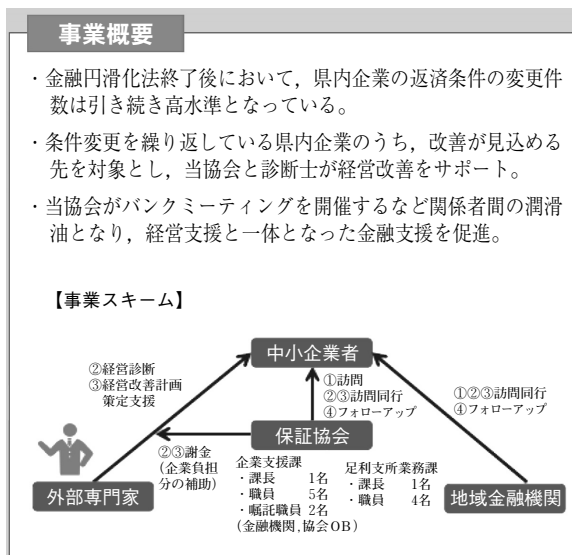 事業概要
・金融円滑化法終了後において，県内企業の返済条件の変更件
数は引き続き高水準となっている。
・条件変更を繰り返している県内企業のうち，改善が見込める
先を対象とし，当協会と診断士が経営改善をサポート。
・当協会がバンクミーティングを開催するなど関係者間の潤滑
油となり，経営支援と一体となった金融支援を促進。
【事業スキーム】
中小企業者
②経営診断
③経営改善計画
策定支援
①訪問
②③訪問同行
④フォローアップ
①②③訪問同行
④フォローアップ
保証協会
②③謝金
(企業負担
分の補助)
企業支援課
・課長 1名
・職員 5名
・嘱託職員 2名
(金融機関,協会OB)
足利支所業務課
・課長 1名
・職員 4名
外部専門家
地域金融機関